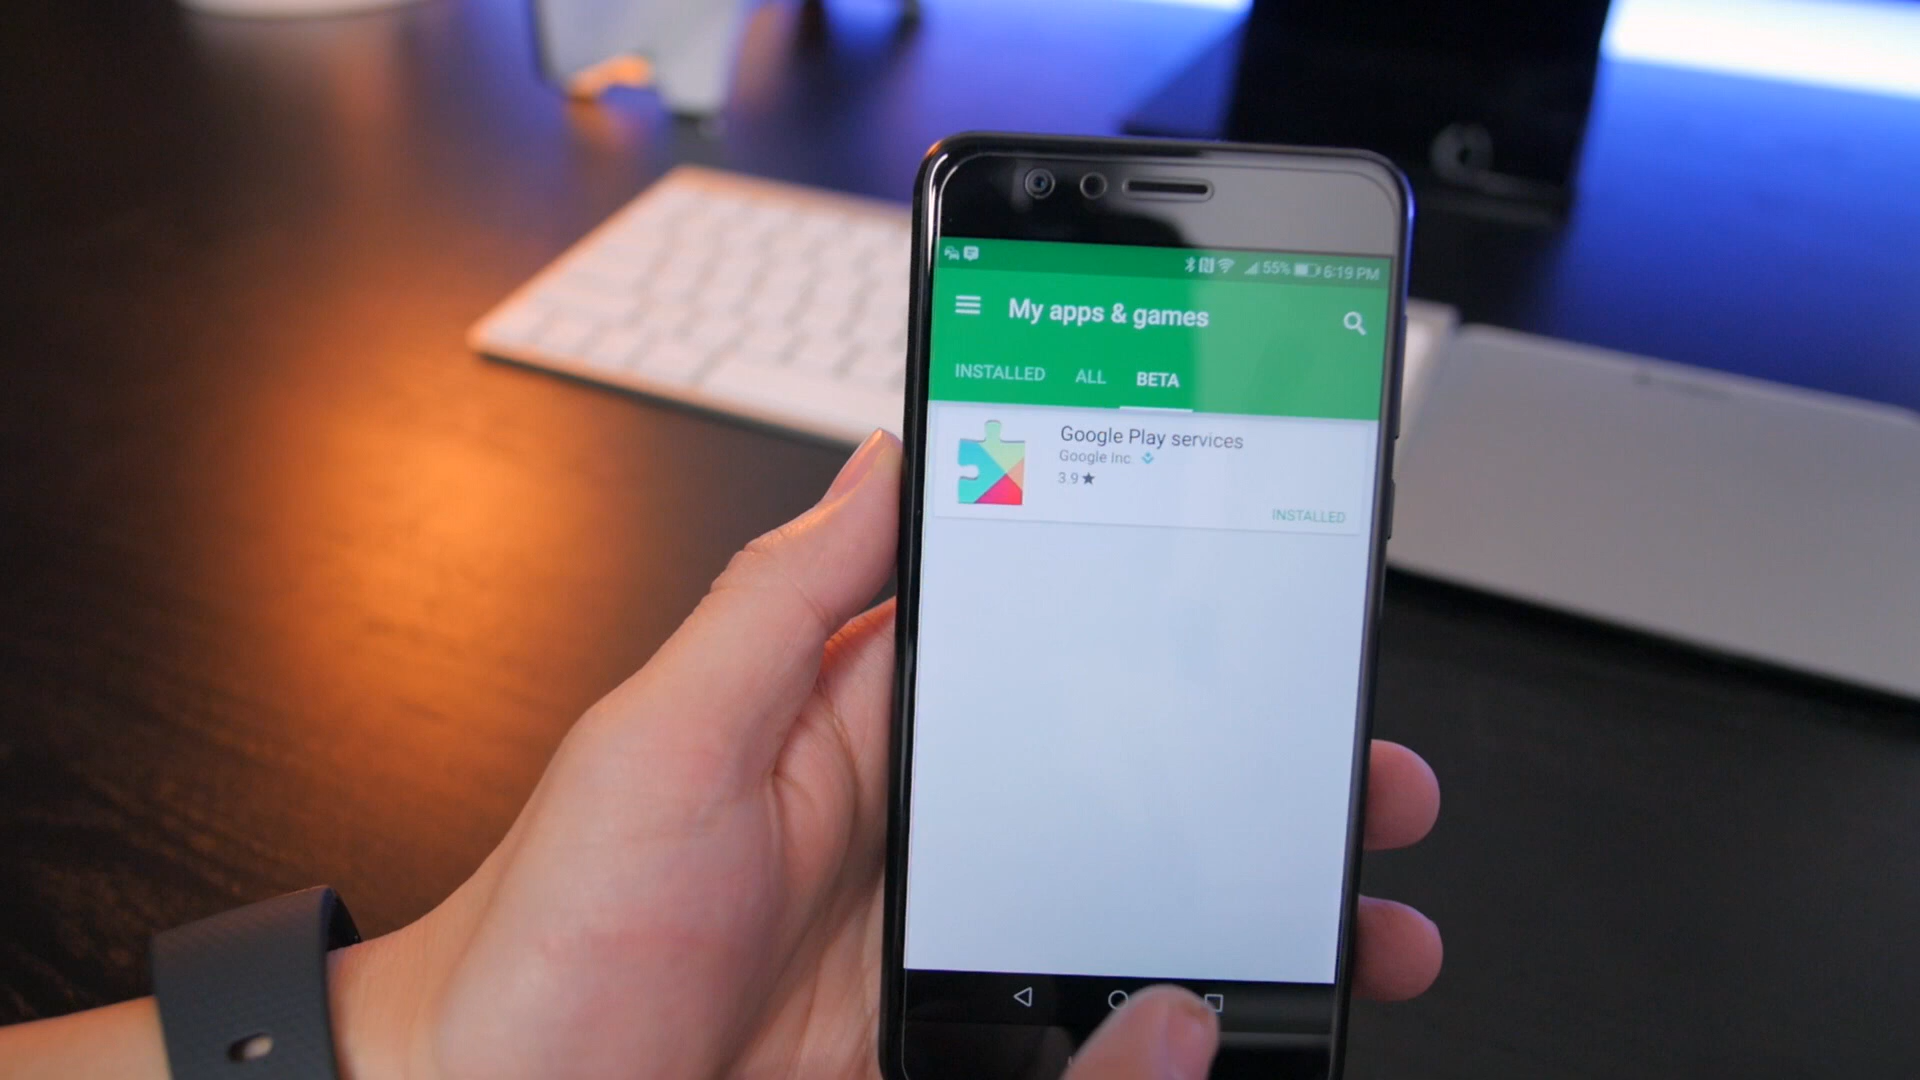 55% 6:19 PM
My apps & games
INSTALLED ALL BETA
Google Play services
Google Inc.
3.9★
INSTALLED